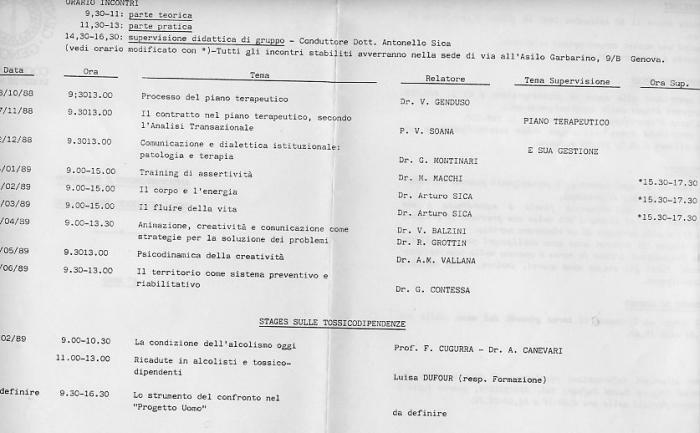 ORARIO INCONTRI
9,30-11: parte teorica
11,30-13: parte pratica
14,30-16,30: supervisione didattica di gruppo - Conduttore Dott. Antonello Sica
(vedi orario modificato con *)-Tutti gli incontri stabiliti avverranno nella sede di via all'Asilo Garbarino, 9/B Genova.
Data Ora Tema Relatore Tema Supervisione Ora Sup.
/10/88 9;3013.00 Processo del piano terapeutico Dr. V. GENDUSO
/11/88 9.3013.00 Il contratto nel piano terapeutico, secondo PIANO TERAPEUTICO
l'Analisi Transazionale P. V. SOANA
/12/88 9.3013.00 Comunicazione e dialettica istituzionale: E SUA GESTIONE
patologia e terapia Dr. G. MONTINARI
/01/89 9.00-15.00 Training di assertività Dr. M. MACCHI *15.30-17.30
/02/89 9.00-15.00 Il corpo e l'energia Dr. Arturo SICA *15.30-17.30
/03/89 9.00-15.00 Il fluire della vita Dr. Arturo SICA *15.30-17.30
/04/89 9.00-13.30 Animazione, creatività e comunicazione come Dr. V. BALZINI
strategie per la soluzione dei problemi Dr. R. GROTTIN
/05/89 9.3013.00 Psicodinamica della creatività Dr. A.M. VALLANA
/06/89 9.30-13.00 Il territorio come sistema preventivo e
riabilitativo Dr. G. CONTESSA
STAGES SULLE TOSSICODIPENDENZE
02/89 9.00-10.30 La condizione dell'alcolismo oggi Prof. F. CUGURRA - Dr. A. CANEVARI
11.00-13.00 Ricadute in alcolisti e tossico-
dipendenti Luisa DUFOUR (resp. Formazione)
definire 9.30-16.30 Lo strumento del confronto nel
"Progetto Uomo" da definire